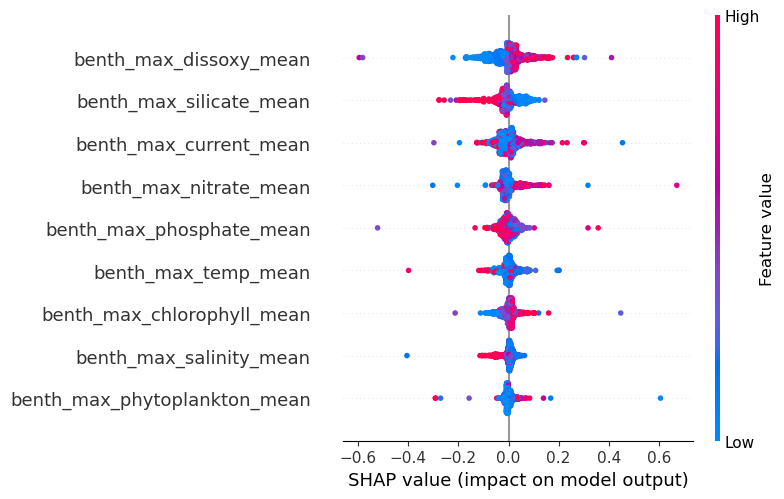 High
benth_max_dissoxy_mean
benth_max_silicate_mean
benth_max_current_mean
benth_max_nitrate_mean
benth_max_phosphate_mean
benth_max_temp_mean
benth_max_chlorophyll_mean
benth_max_salinity_mean
benth_max_phytoplankton_mean
Feature value
Low
−0.6 −0.4 −0.2 0.0 0.2 0.4 0.6
SHAP value (impact on model output)